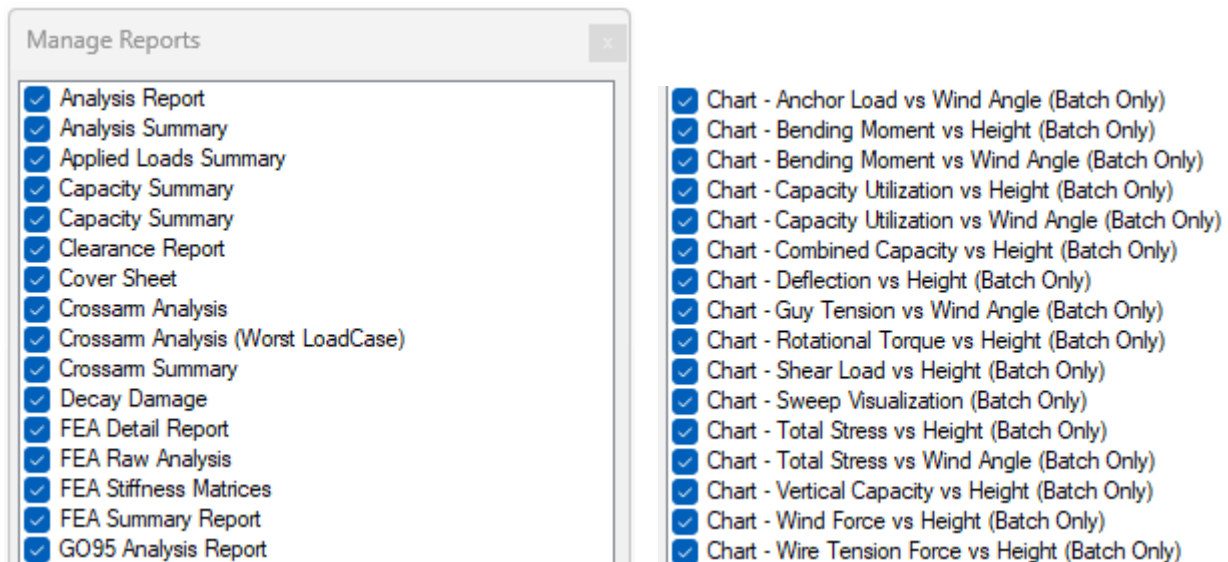 Manage Reports
x
Analysis Report
Analysis Summary
Applied Loads Summary
Capacity Summary
Capacity Summary
Clearance Report
Cover Sheet
Crossarm Analysis
Crossarm Analysis (Worst LoadCase)
Crossarm Summary
Decay Damage
FEA Detail Report
FEA Raw Analysis
FEA Stiffness Matrices
FEA Summary Report
GO95 Analysis Report
Chart - Anchor Load vs Wind Angle (Batch Only)
Chart - Bending Moment vs Height (Batch Only)
Chart - Bending Moment vs Wind Angle (Batch Only)
Chart - Capacity Utilization vs Height (Batch Only)
Chart - Capacity Utilization vs Wind Angle (Batch Only)
Chart - Combined Capacity vs Height (Batch Only)
Chart - Deflection vs Height (Batch Only)
Chart - Guy Tension vs Wind Angle (Batch Only)
Chart - Rotational Torque vs Height (Batch Only)
Chart - Shear Load vs Height (Batch Only)
Chart - Sweep Visualization (Batch Only)
Chart - Total Stress vs Height (Batch Only)
Chart - Total Stress vs Wind Angle (Batch Only)
Chart - Vertical Capacity vs Height (Batch Only)
Chart - Wind Force vs Height (Batch Only)
Chart - Wire Tension Force vs Height (Batch Only)